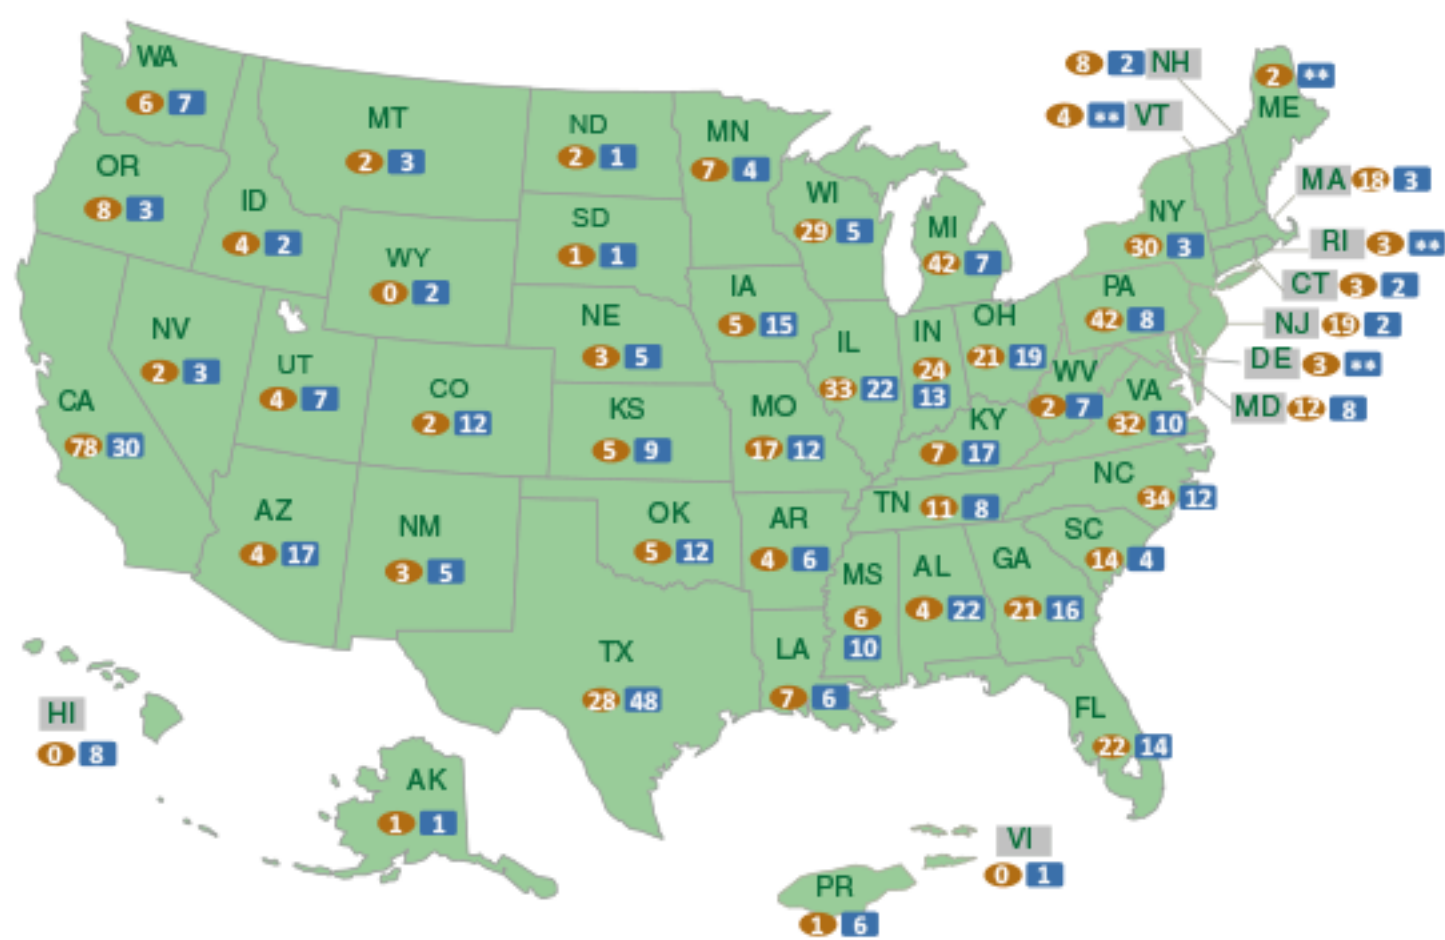 WA
6 7
OR
8 3
MT
2 3
ID
4 2
WY
0 2
ND
2 1
SD
1 1
NE
3 5
MN
7 4
WI
29 5
MI
42 7
IA
5 15
IL
33 22
IN
24
13
OH
21 19
8 2 NH
4 ** VT
2 **
ME
MA 18 3
NY
30 3
RI 3 **
CT 3 2
PA
42 8
NJ 19 2
DE 3 **
MD 12 8
WV
2 7
VA
32 10
NV
2 3
UT
4 7
CA
78 30
CO
2 12
KS
5 9
MO
17 12
KY
7 17
NC
34 12
TN 11 8
SC
14 4
AZ
4 17
NM
3 5
OK
5 12
AR
4 6
MS
6
10
AL
4 22
GA
21 16
TX
28 48
LA
7 6
FL
22 14
HI
0 8
AK
1 1
VI
0 1
PR
1 6